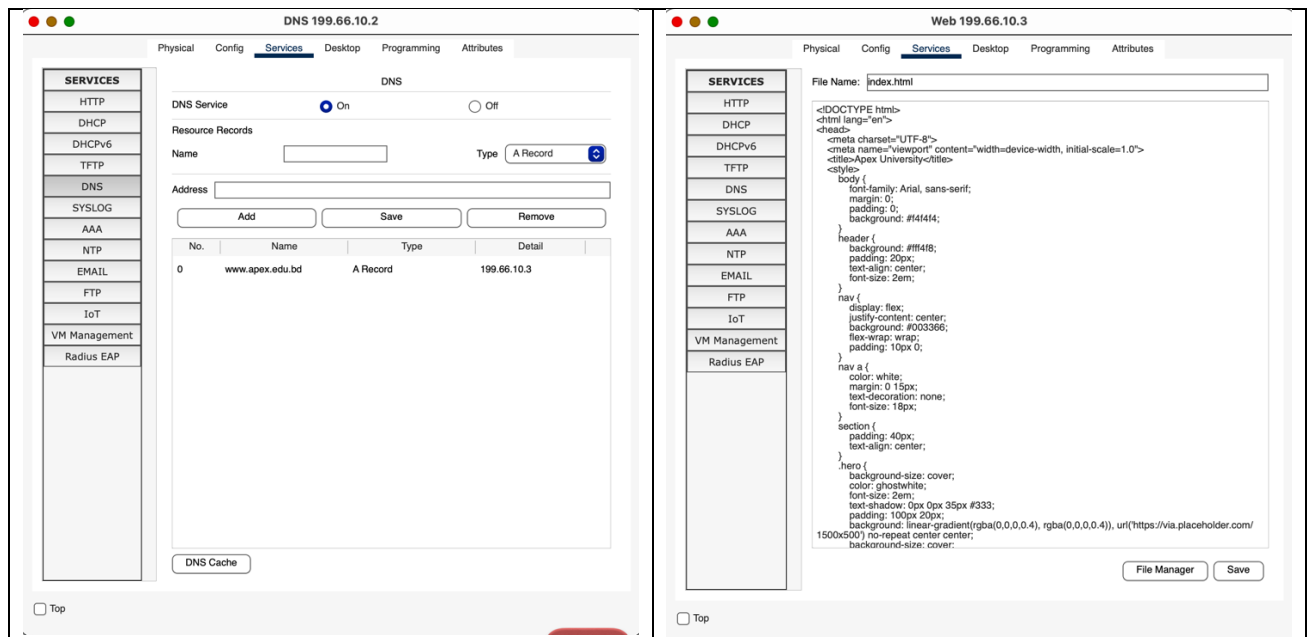 DNS 199.66.10.2
Physical Config Services Desktop Programming Attributes
SERVICES
HTTP
DHCP
DHCPv6
TFTP
DNS
SYSLOG
AAA
NTP
EMAIL
FTP
IoT
VM Management
Radius EAP
DNS
DNS Service On Off
Resource Records
Name Type A Record
Address
Add Save Remove
No. Name Type Detail
0 www.apex.edu.bd A Record 199.66.10.3
DNS Cache
Top
Web 199.66.10.3
Physical Config Services Desktop Programming Attributes
SERVICES
HTTP
DHCP
DHCPv6
TFTP
DNS
SYSLOG
AAA
NTP
EMAIL
FTP
IoT
VM Management
Radius EAP
File Name: index.html
<!DOCTYPE html>
<html lang="en">
<head>
<meta charset="UTF-8">
<meta name="viewport" content="width=device-width, initial-scale=1.0">
<title>Apex University</title>
<style>
body {
font-family: Arial, sans-serif;
margin: 0;
padding: 0;
background: #f4f4f4;
}
header {
background: #fff4f8;
padding: 20px;
text-align: center;
font-size: 2em;
}
nav {
display: flex;
justify-content: center;
background: #003366;
flex-wrap: wrap;
padding: 10px 0;
}
nav a {
color: white;
margin: 0 15px;
text-decoration: none;
font-size: 18px;
}
section {
padding: 40px;
text-align: center;
}
.hero {
background-size: cover;
color: ghostwhite;
font-size: 2em;
text-shadow: 0px 0px 35px #333;
padding: 100px 20px;
background: linear-gradient(rgba(0,0,0,0.4), rgba(0,0,0,0.4)), url('https://via.placeholder.com/
1500x500') no-repeat center center;
background-size: cover;
File Manager Save
Top